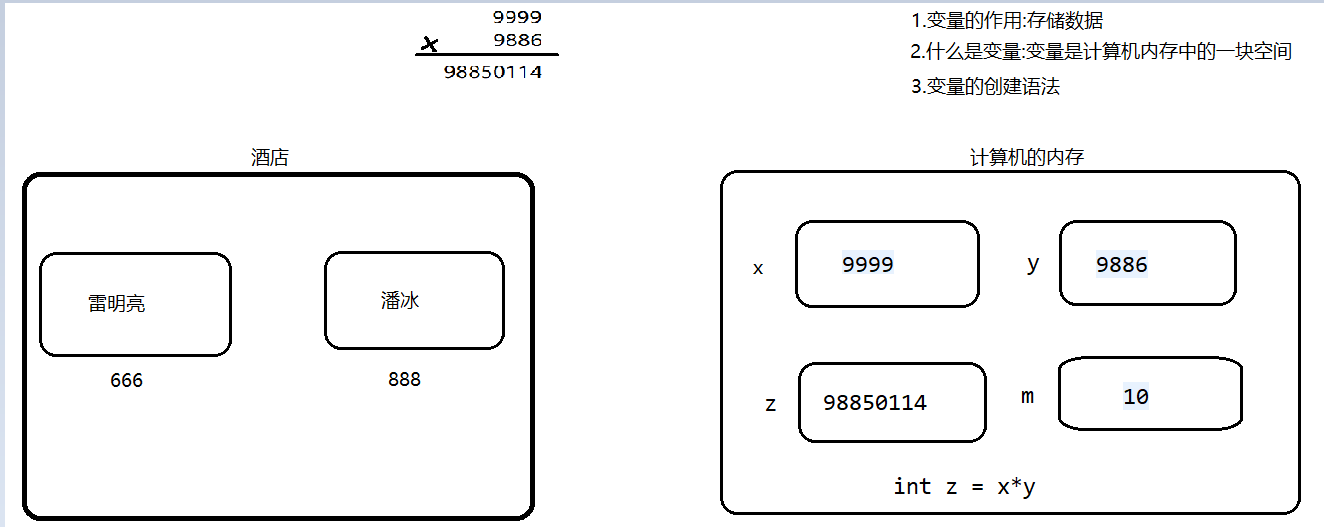 9999
× 9886
98850114
1.变量的作用:存储数据
2.什么是变量:变量是计算机内存中的一块空间
3.变量的创建语法
酒店
雷明亮
潘冰
666
888
计算机的内存
x 9999 y 9886
z 98850114 m 10
int z = x*y